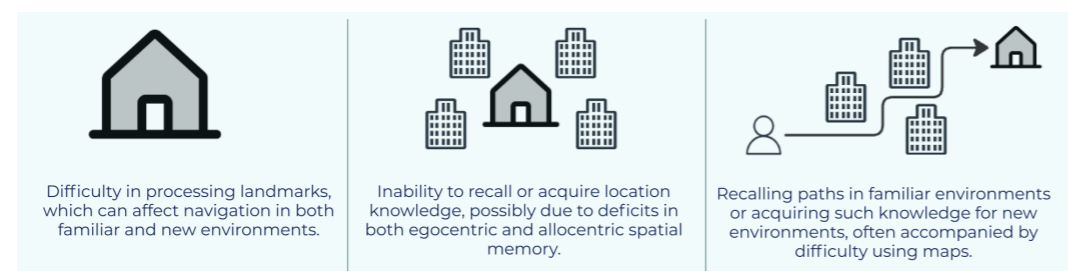 Difficulty in processing landmarks,
which can affect navigation in both
familiar and new environments.
Inability to recall or acquire location
knowledge, possibly due to deficits in
both egocentric and allocentric spatial
memory.
Recalling paths in familiar environments
or acquiring such knowledge for new
environments, often accompanied by
difficulty using maps.